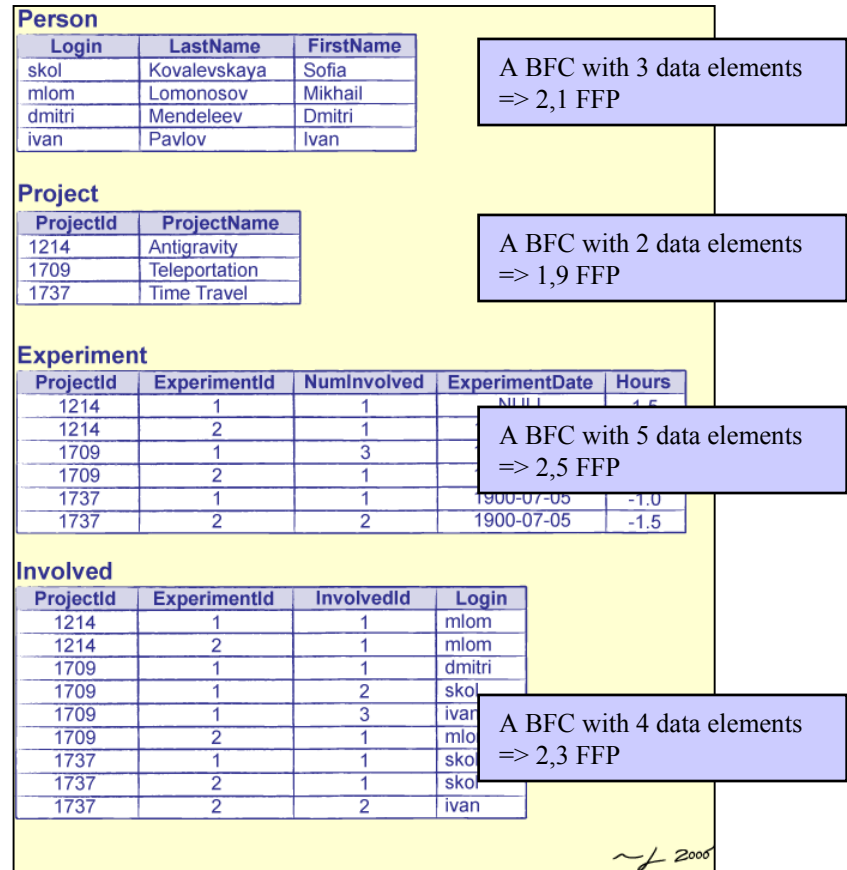 Person
Login LastName FirstName
skol Kovalevskaya Sofia
mlom Lomonosov Mikhail
dmitri Mendeleev Dmitri
ivan Pavlov Ivan
A BFC with 3 data elements
=> 2,1 FFP
Project
ProjectId ProjectName
1214 Antigravity
1709 Teleportation
1737 Time Travel
A BFC with 2 data elements
=> 1,9 FFP
Experiment
ProjectId ExperimentId NumInvolved ExperimentDate Hours
1214 1 1
1214 2 1
1709 1 3
1709 2 1
1737 1 1 1900-07-05 -1.0
1737 2 2 1900-07-05 -1.5
A BFC with 5 data elements
=> 2,5 FFP
Involved
ProjectId ExperimentId InvolvedId Login
1214 1 1 mlom
1214 2 1 mlom
1709 1 1 dmitri
1709 1 2 skol
1709 1 3 ivan
1709 2 1
1737 1 1 skol
1737 2 1 skol
1737 2 2 ivan
A BFC with 4 data elements
=> 2,3 FFP
2000